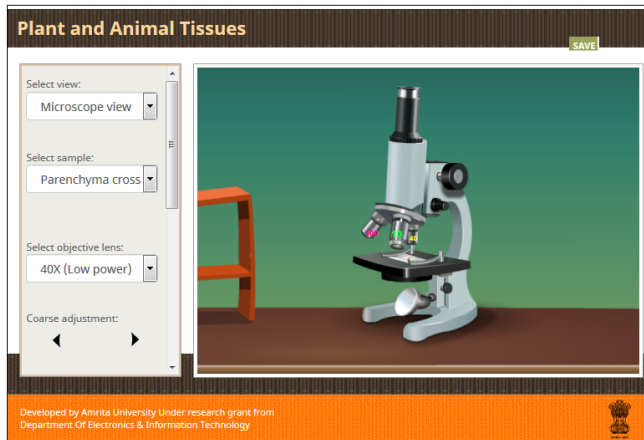 Plant and Animal Tissues
SAVE
Select view:
Microscope view
Select sample:
Parenchyma cross
Select objective lens:
40X (Low power)
Coarse adjustment:
40
Developed by Amrita University Under research grant from
Department Of Electronics & Information Technology